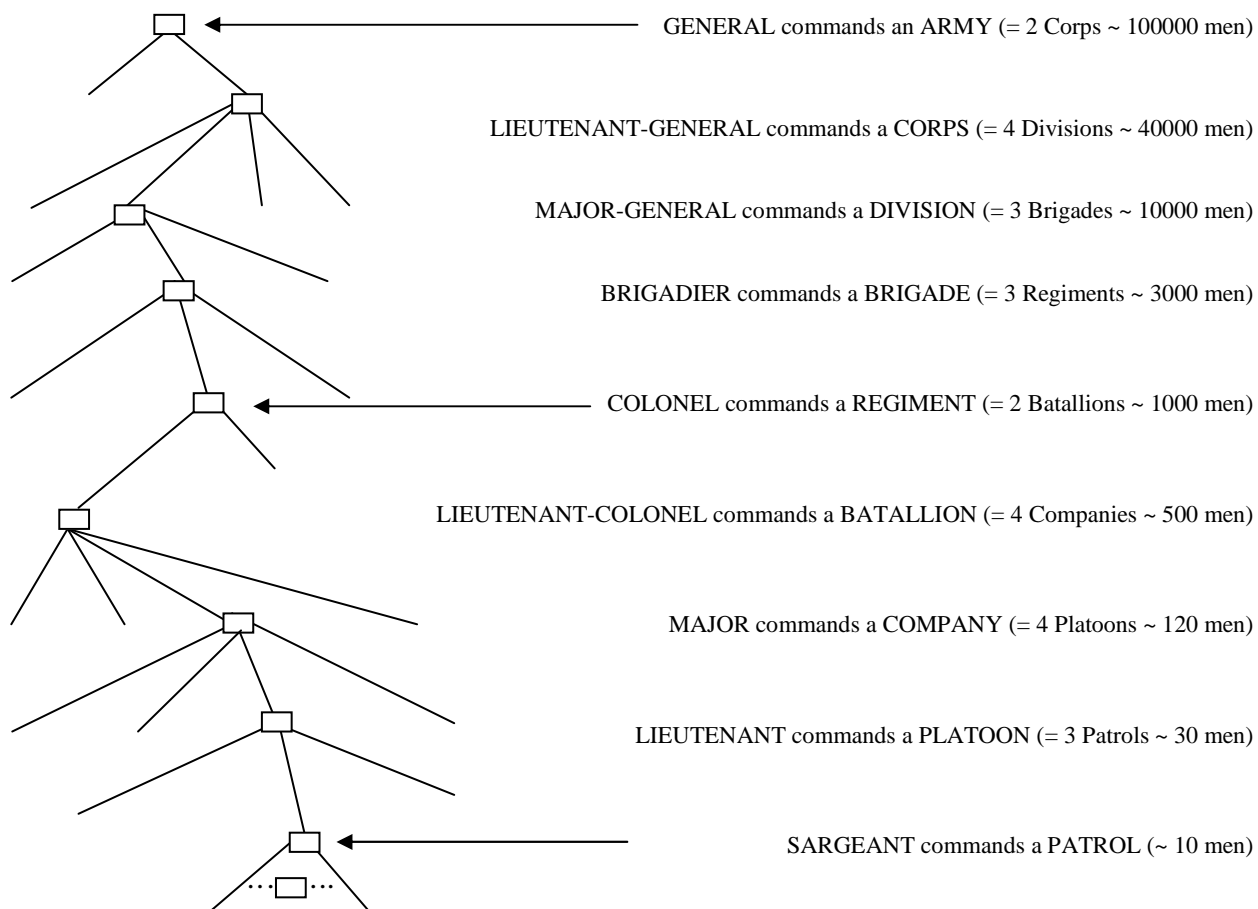 GENERAL commands an ARMY (= 2 Corps ~ 100000 men)
LIEUTENANT-GENERAL commands a CORPS (= 4 Divisions ~ 40000 men)
MAJOR-GENERAL commands a DIVISION (= 3 Brigades ~ 10000 men)
BRIGADIER commands a BRIGADE (= 3 Regiments ~ 3000 men)
COLONEL commands a REGIMENT (= 2 Batallions ~ 1000 men)
LIEUTENANT-COLONEL commands a BATALLION (= 4 Companies ~ 500 men)
MAJOR commands a COMPANY (= 4 Platoons ~ 120 men)
LIEUTENANT commands a PLATOON (= 3 Patrols ~ 30 men)
SARGEANT commands a PATROL (~ 10 men)